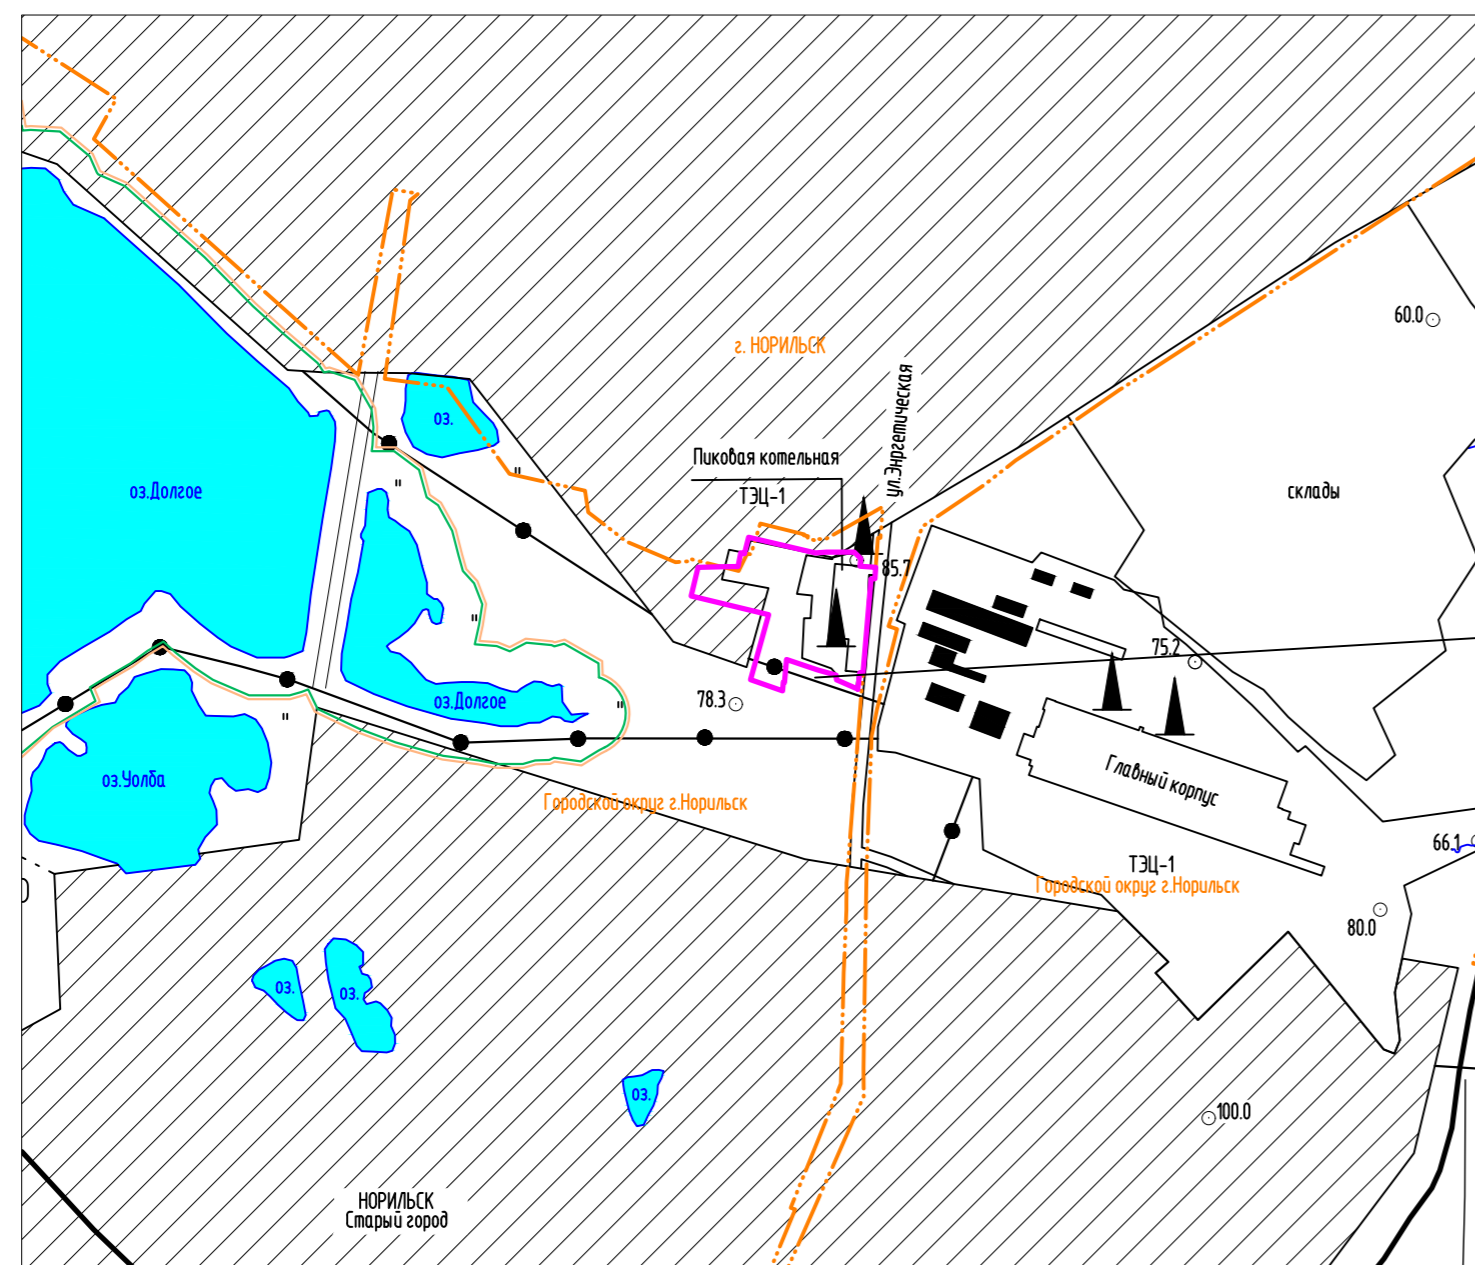 60.0
г. НОРИЛЬСК
ул.Энргетическая
оз.
Пиковая котельная
ТЭЦ-1
оз.Долгое
склады
85.7
75.2
78.3
оз.Долгое
оз.Уолба
Главный корпус
Городской округ г.Норильск
66.1
ТЭЦ-1
Городской округ г.Норильск
80.0
оз.
оз.
оз.
100.0
НОРИЛЬСК
Старый город